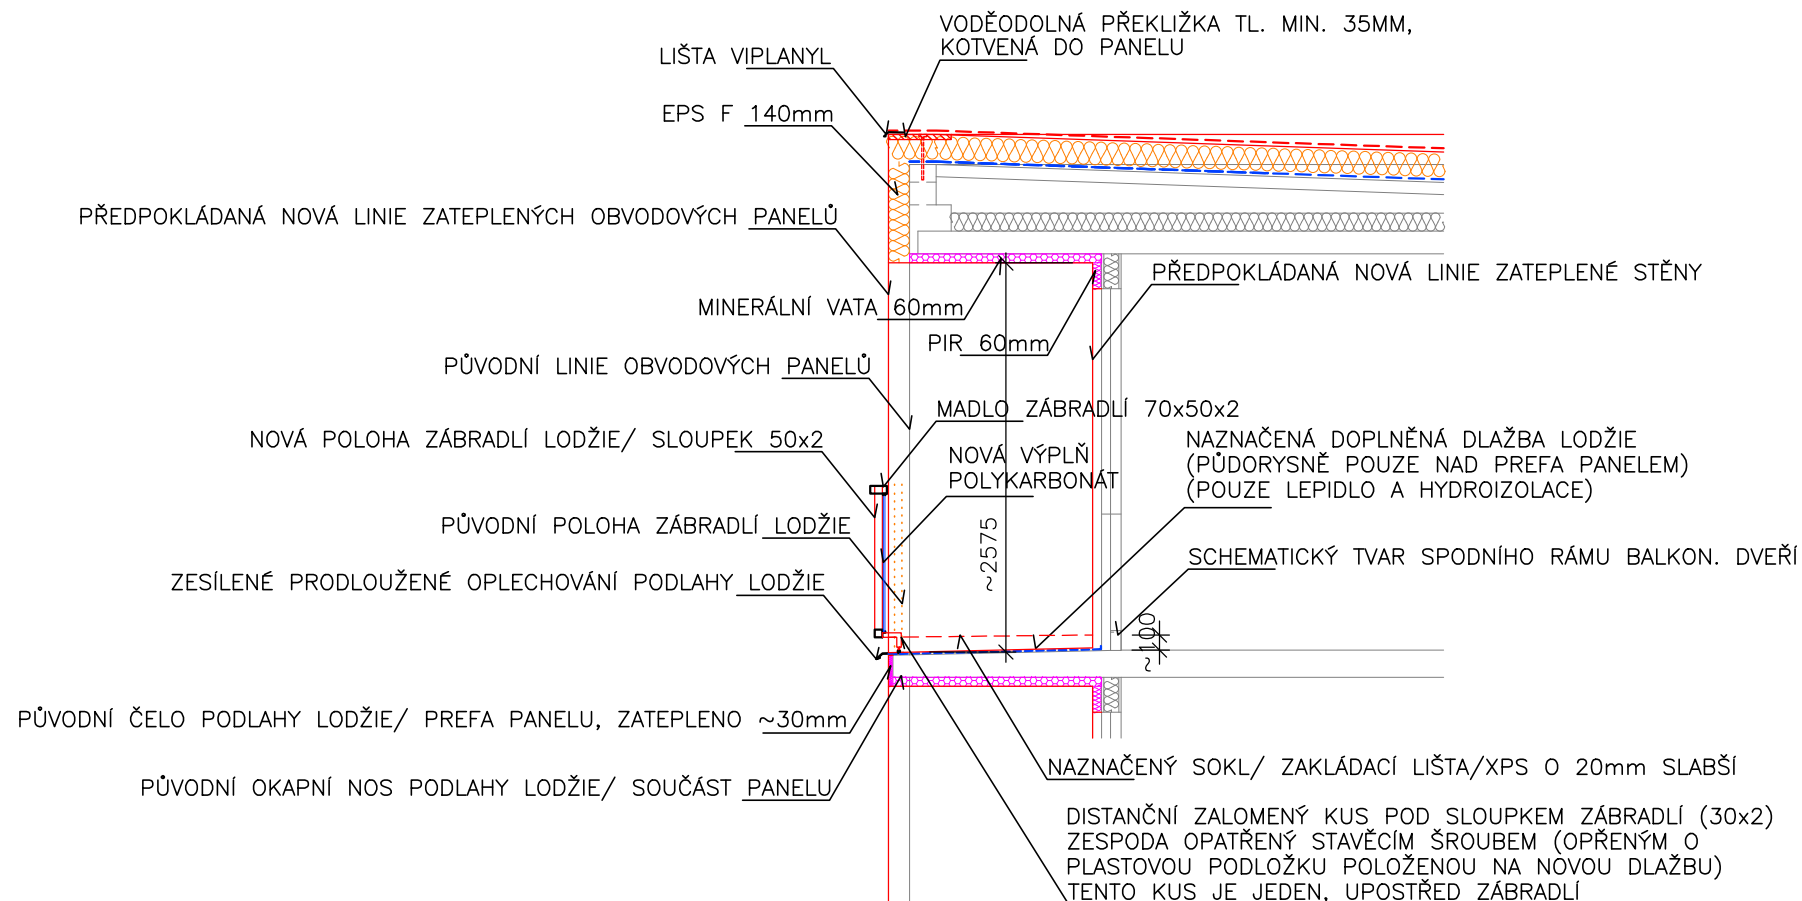 VODĚODOLNÁ PŘEKLIŽKA TL. MIN. 35MM,
KOTVENÁ DO PANELU
LIŠTA VIPLANYL
EPS F 140mm
PŘEDPOKLÁDANÁ NOVÁ LINIE ZATEPLENÝCH OBVODOVÝCH PANELŮ
PŘEDPOKLÁDANÁ NOVÁ LINIE ZATEPLENÉ STĚNY
MINERÁLNÍ VATA 60mm
PIR 60mm
PŮVODNÍ LINIE OBVODOVÝCH PANELŮ
MADLO ZÁBRADLÍ 70x50x2
NOVÁ POLOHA ZÁBRADLÍ LODŽIE/ SLOUPEK 50x2
NOVÁ VÝPLŇ
POLYKARBONÁT
NAZNAČENÁ DOPLNĚNÁ DLAŽBA LODŽIE
(PŮDORYSNĚ POUZE NAD PREFA PANELEM)
(POUZE LEPIDLO A HYDROIZOLACE)
PŮVODNÍ POLOHA ZÁBRADLÍ LODŽIE
~2575
SCHEMATICKÝ TVAR SPODNÍHO RÁMU BALKON. DVEŘÍ
ZESÍLENÉ PRODLOUŽENÉ OPLECHOVÁNÍ PODLAHY LODŽIE
~100
PŮVODNÍ ČELO PODLAHY LODŽIE/ PREFA PANELU, ZATEPLENO ~30mm
NAZNAČENÝ SOKL/ ZAKLÁDACÍ LIŠTA/XPS O 20mm SLABŠÍ
PŮVODNÍ OKAPNÍ NOS PODLAHY LODŽIE/ SOUČÁST PANELU
DISTANČNÍ ZALOMENÝ KUS POD SLOUPKEM ZÁBRADLÍ (30x2)
ZESPODA OPATŘENÝ STAVĚCÍM ŠROUBEM (OPŘENÝM O
PLASTOVOU PODLOŽKU POLOŽENOU NA NOVOU DLAŽBU)
TENTO KUS JE JEDEN, UPOSTŘED ZÁBRADLÍ